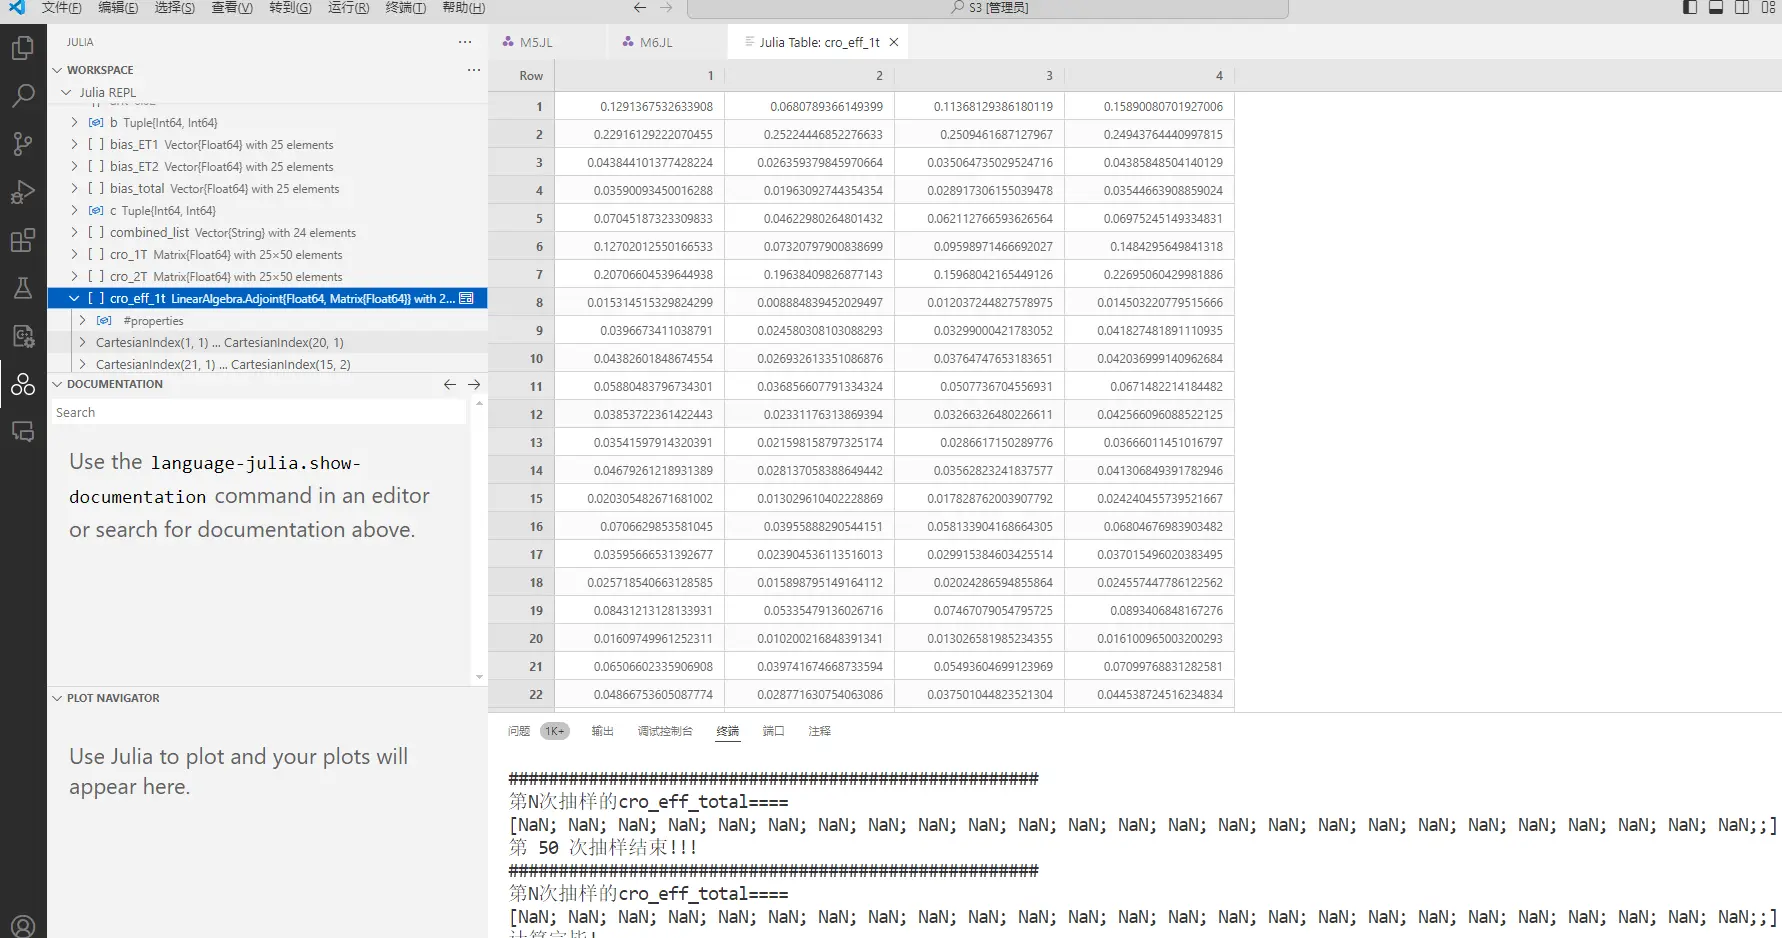 文件(F) 编辑(E) 选择(S) 查看(V) 转到(G) 运行(R) 终端(T) 帮助(H)
S3 [管理员]
JULIA
WORKSPACE
Julia REPL
b Tuple{Int64, Int64}
bias_ET1 Vector{Float64} with 25 elements
bias_ET2 Vector{Float64} with 25 elements
bias_total Vector{Float64} with 25 elements
c Tuple{Int64, Int64}
combined_list Vector{String} with 24 elements
cro_1T Matrix{Float64} with 25×50 elements
cro_2T Matrix{Float64} with 25×50 elements
cro_eff_1t LinearAlgebra.Adjoint{Float64, Matrix{Float64}} with 2...
#properties
CartesianIndex(1, 1) ... CartesianIndex(20, 1)
CartesianIndex(21, 1) ... CartesianIndex(15, 2)
DOCUMENTATION
Search
Use the language-julia.show-
documentation command in an editor
or search for documentation above.
PLOT NAVIGATOR
Use Julia to plot and your plots will
appear here.
M5.JL M6.JL Julia Table: cro_eff_1t
Row 1 2 3 4
1 0.1291367532633908 0.0680789366149399 0.11368129386180119 0.15890080701927006
2 0.22916129222070455 0.25224446852276633 0.2509461687127967 0.24943764440997815
3 0.043844101377428224 0.026359379845970664 0.035064735029524716 0.04385848504140129
4 0.03590093450016288 0.01963092744354354 0.028917306155039478 0.03544663908859024
5 0.07045187323309833 0.04622980264801432 0.062112766593626564 0.06975245149334831
6 0.12702012550166533 0.07320797900838699 0.09598971466692027 0.1484295649841318
7 0.20706604539644938 0.19638409826877143 0.15968042165449126 0.22695060429981886
8 0.015314515329824299 0.008884839452029497 0.012037244827578975 0.014503220779515666
9 0.0396673411038791 0.024580308103088293 0.03299000421783052 0.041827481891110935
10 0.04382601848674554 0.026932613351086876 0.03764747653183651 0.042036999140962684
11 0.05880483796734301 0.036856607791334324 0.0507736704556931 0.0671482214184482
12 0.03853722361422443 0.02331176313869394 0.03266326480226611 0.042566096088522125
13 0.03541597914320391 0.021598158797325174 0.0286617150289776 0.03666011451016797
14 0.04679261218931389 0.028137058388649442 0.03562823241837577 0.041306849391782946
15 0.020305482671681002 0.013029610402228869 0.017828762003907792 0.024240455739521667
16 0.0706629853581045 0.03955888290544151 0.058133904168664305 0.06804676983903482
17 0.03595666531392677 0.023904536113516013 0.029915384603425514 0.037015496020383495
18 0.025718540663128585 0.015898795149164112 0.02024286594855864 0.024557447786122562
19 0.08431213128133931 0.05335479136026716 0.07467079054795725 0.0893406848167276
20 0.01609749961252311 0.010200216848391341 0.013026581985234355 0.016100965003200293
21 0.06506602335906908 0.039741674668733594 0.05493604699123969 0.07099768831282581
22 0.04866753605087774 0.028771630754063086 0.037501044823521304 0.044538724516234834
问题 1K+ 输出 调试控制台 终端 端口 注释
#####################################################
第N次抽样的cro_eff_total====
[NaN; NaN; NaN; NaN; NaN; NaN; NaN; NaN; NaN; NaN; NaN; NaN; NaN; NaN; NaN; NaN; NaN; NaN; NaN; NaN; NaN; NaN; NaN; NaN; NaN;;]
第 50 次抽样结束!!!
#####################################################
第N次抽样的cro_eff_total====
[NaN; NaN; NaN; NaN; NaN; NaN; NaN; NaN; NaN; NaN; NaN; NaN; NaN; NaN; NaN; NaN; NaN; NaN; NaN; NaN; NaN; NaN; NaN; NaN; NaN;;]
计算完毕!